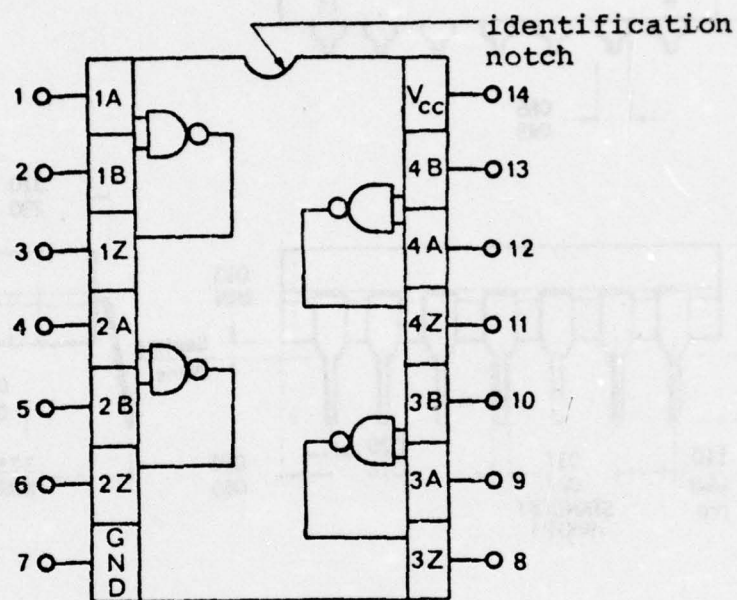 identification
notch
1 1A VCC 14
2 1B 4B 13
3 1Z 4A 12
4 2A 4Z 11
5 2B 3B 10
6 2Z 3A 9
7 GND 3Z 8